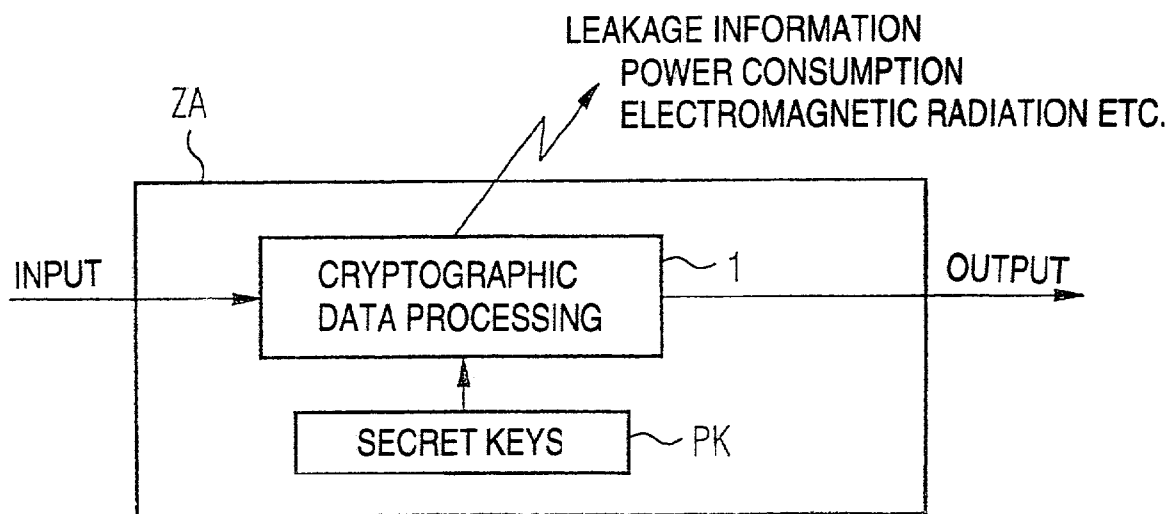 LEAKAGE INFORMATION
POWER CONSUMPTION
ELECTROMAGNETIC RADIATION ETC.
ZA
INPUT
CRYPTOGRAPHIC
DATA PROCESSING
1
OUTPUT
SECRET KEYS
PK